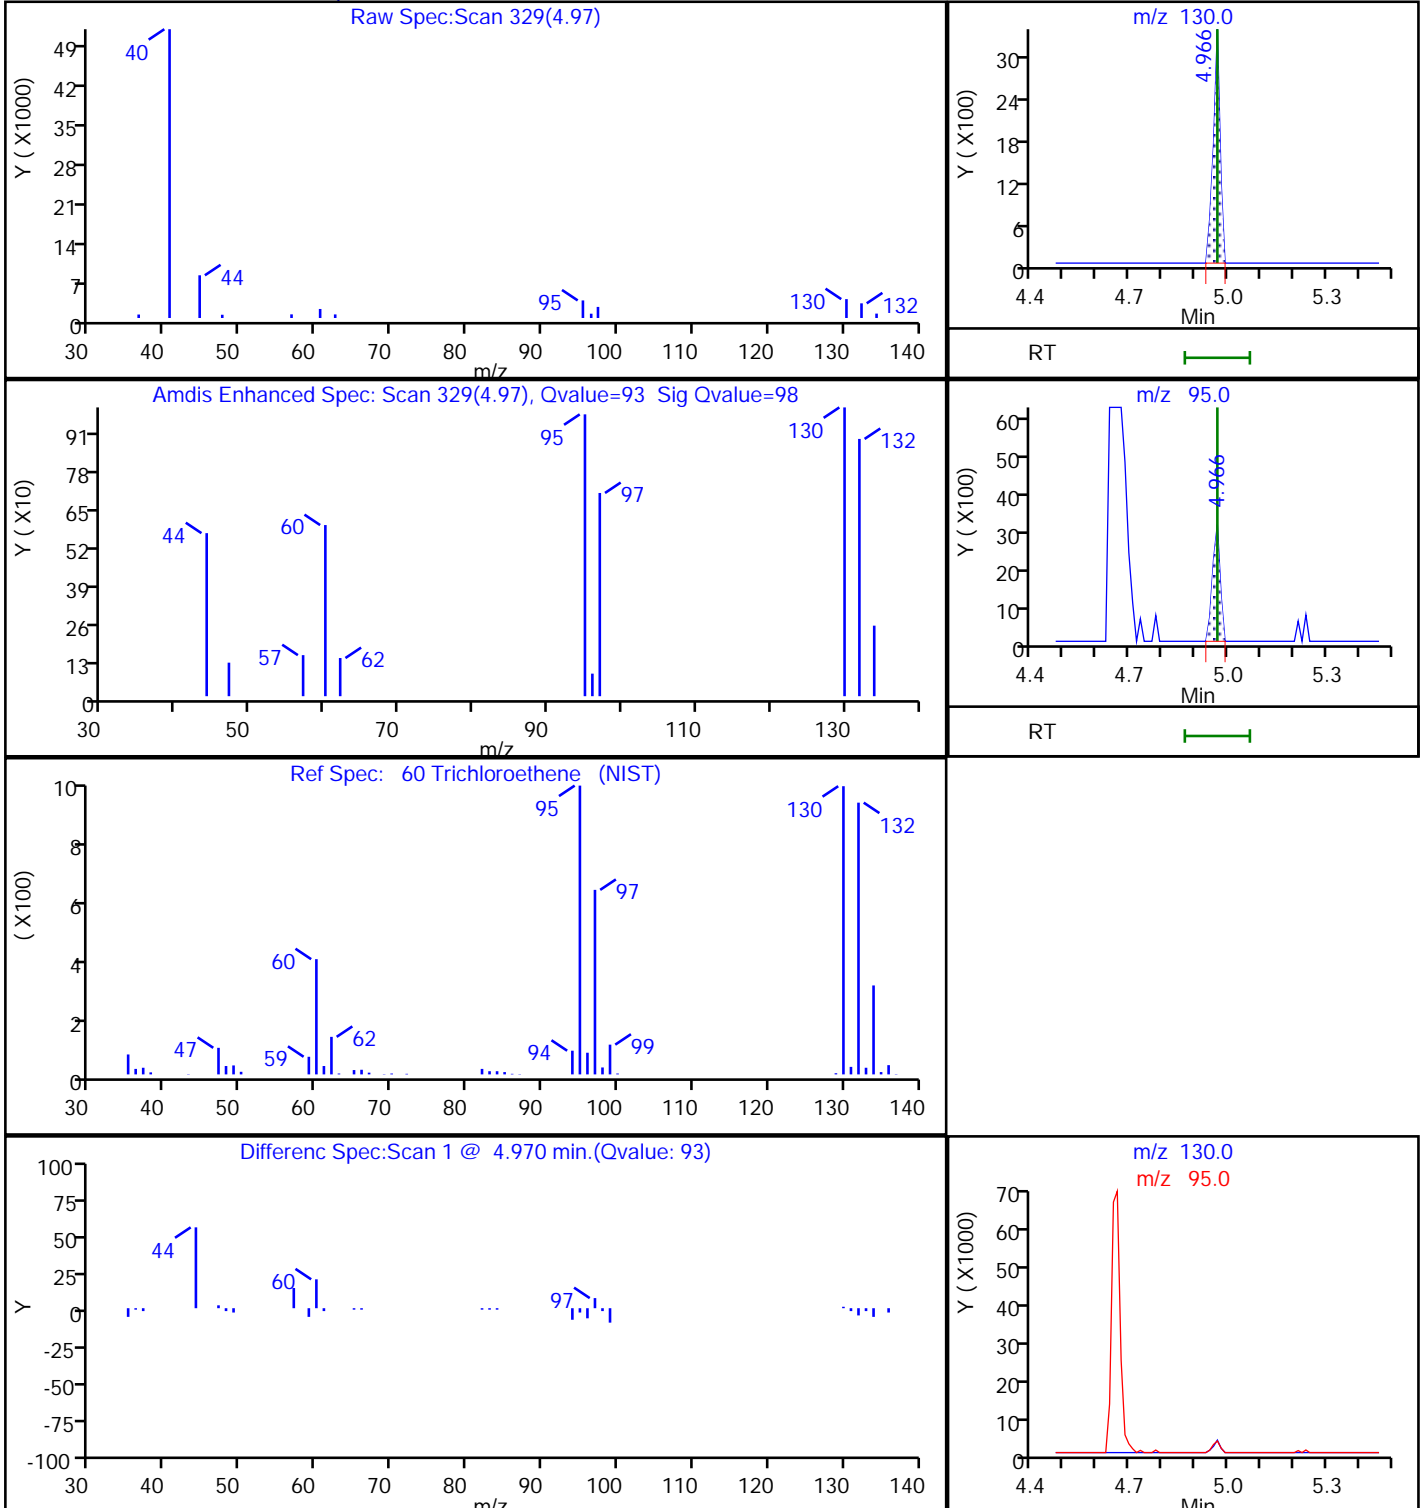 Raw Spec:Scan 329(4.97)
Y ( X1000)
49
42
35
28
21
14
7
0
40
44
95
130
132
30 40 50 60 70 80 90 100 110 120 130 140
m/z
m/z 130.0
Y ( X100)
30
24
18
12
6
0
4.966
4.4 4.7 5.0 5.3
Min
RT
Amdis Enhanced Spec: Scan 329(4.97), Qvalue=93 Sig Qvalue=98
Y ( X10)
91
78
65
52
39
26
13
0
44
57
60
62
95
97
130
132
30 50 70 90 110 130
m/z
m/z 95.0
Y ( X100)
60
50
40
30
20
10
0
4.966
4.4 4.7 5.0 5.3
Min
RT
Ref Spec: 60 Trichloroethene (NIST)
( X100)
10
8
6
4
2
0
47
59
60
62
94
95
97
99
130
132
30 40 50 60 70 80 90 100 110 120 130 140
Differenc Spec:Scan 1 @ 4.970 min.(Qvalue: 93)
Y
100
75
50
25
0
-25
-50
-75
-100
44
60
97
30 40 50 60 70 80 90 100 110 120 130 140
m/z
m/z 130.0
m/z 95.0
Y ( X1000)
70
60
50
40
30
20
10
0
4.4 4.7 5.0 5.3
Min